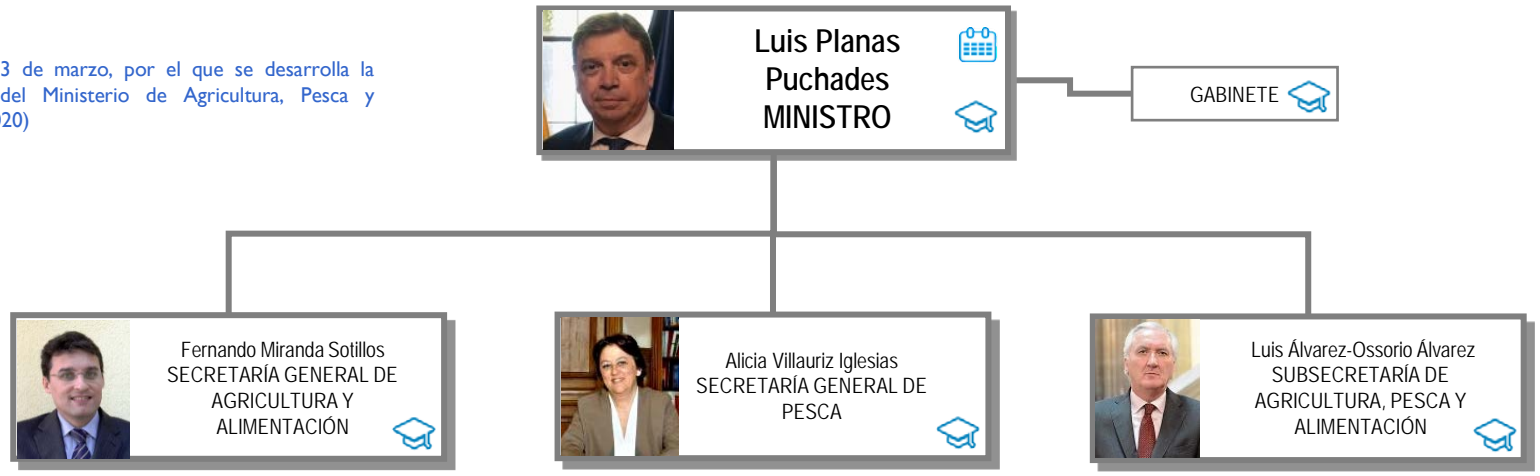 3 de marzo, por el que se desarrolla la
del Ministerio de Agricultura, Pesca y
20)
Luis Planas
Puchades
MINISTRO
GABINETE
Fernando Miranda Sotillos
SECRETARÍA GENERAL DE
AGRICULTURA Y
ALIMENTACIÓN
Alicia Villauriz Iglesias
SECRETARÍA GENERAL DE
PESCA
Luis Álvarez-Ossorio Álvarez
SUBSECRETARÍA DE
AGRICULTURA, PESCA Y
ALIMENTACIÓN